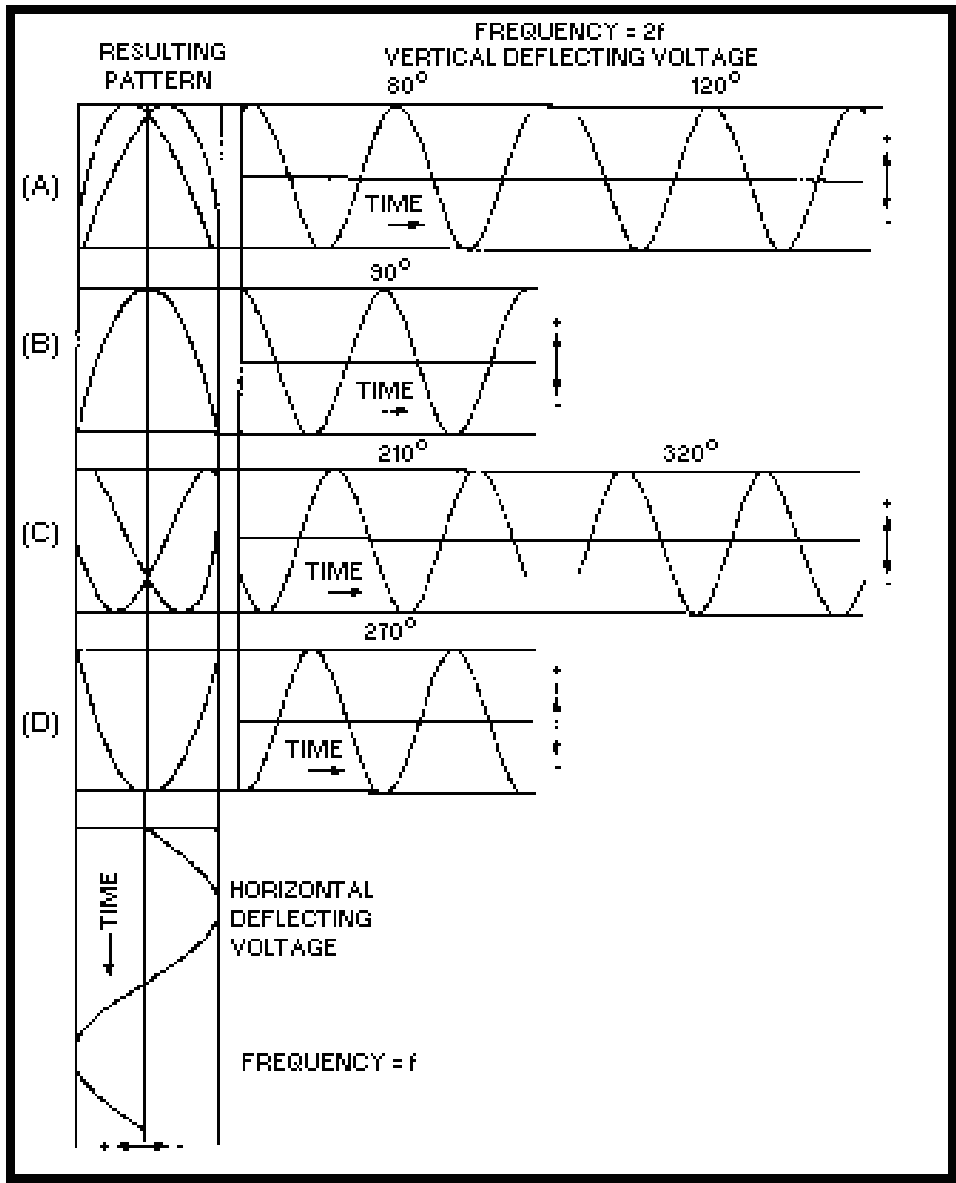 FREQUENCY = 2f
VERTICAL DEFLECTING VOLTAGE
RESULTING
PATTERN
80° 120°
(A)
TIME
+
-
90°
(B)
TIME
+
-
210° 320°
(C)
TIME
+
-
270°
(D)
TIME
+
-
TIME
HORIZONTAL
DEFLECTING
VOLTAGE
FREQUENCY = f
+ -